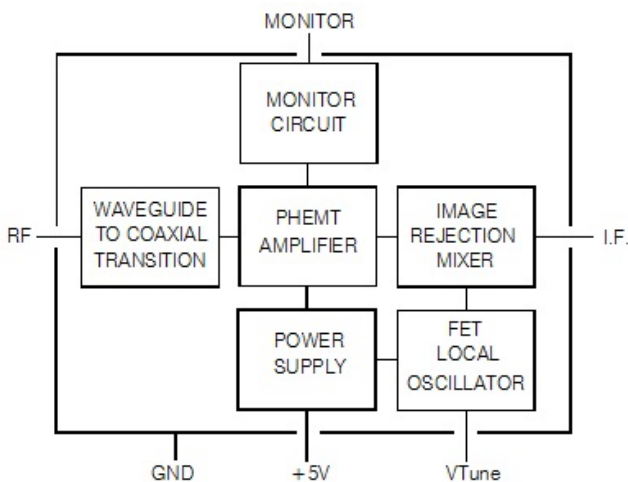 MONITOR
MONITOR
CIRCUIT
RF
WAVEGUIDE
TO COAXIAL
TRANSITION
PHEMT
AMPLIFIER
IMAGE
REJECTION
MIXER
I.F.
POWER
SUPPLY
FET
LOCAL
OSCILLATOR
GND
+5V
VTune